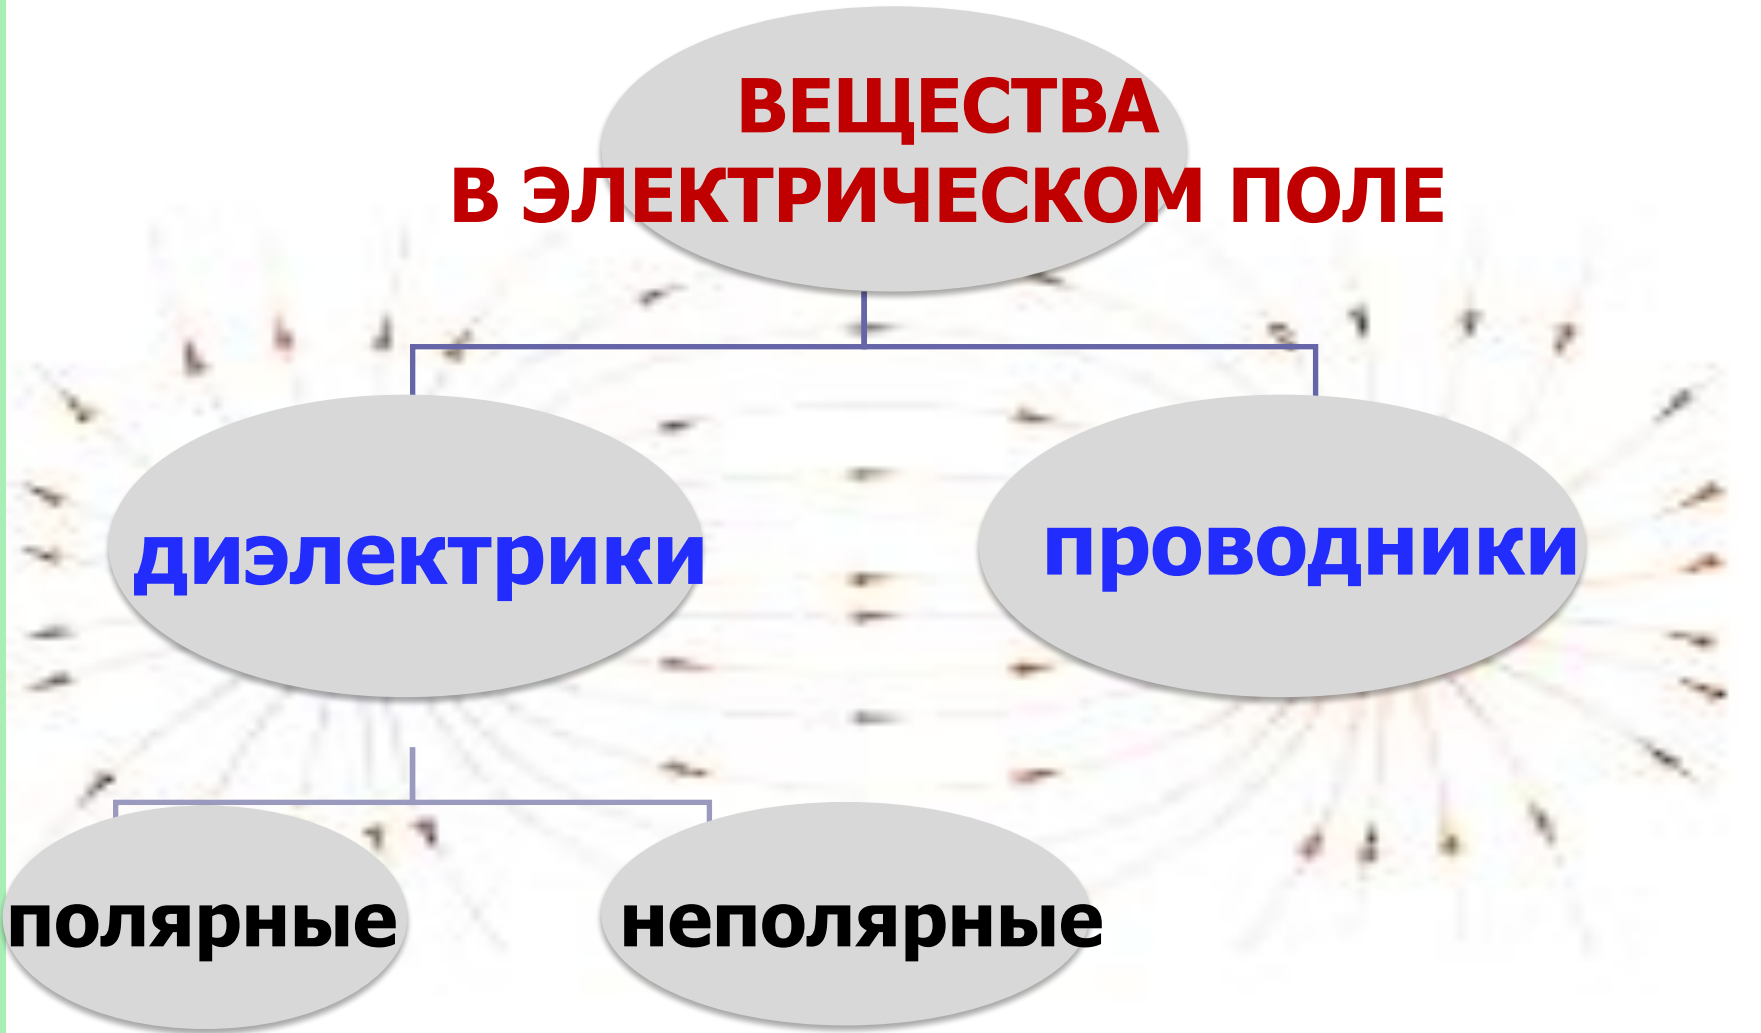 ВЕЩЕСТВА
В ЭЛЕКТРИЧЕСКОМ ПОЛЕ
диэлектрики
проводники
полярные
неполярные